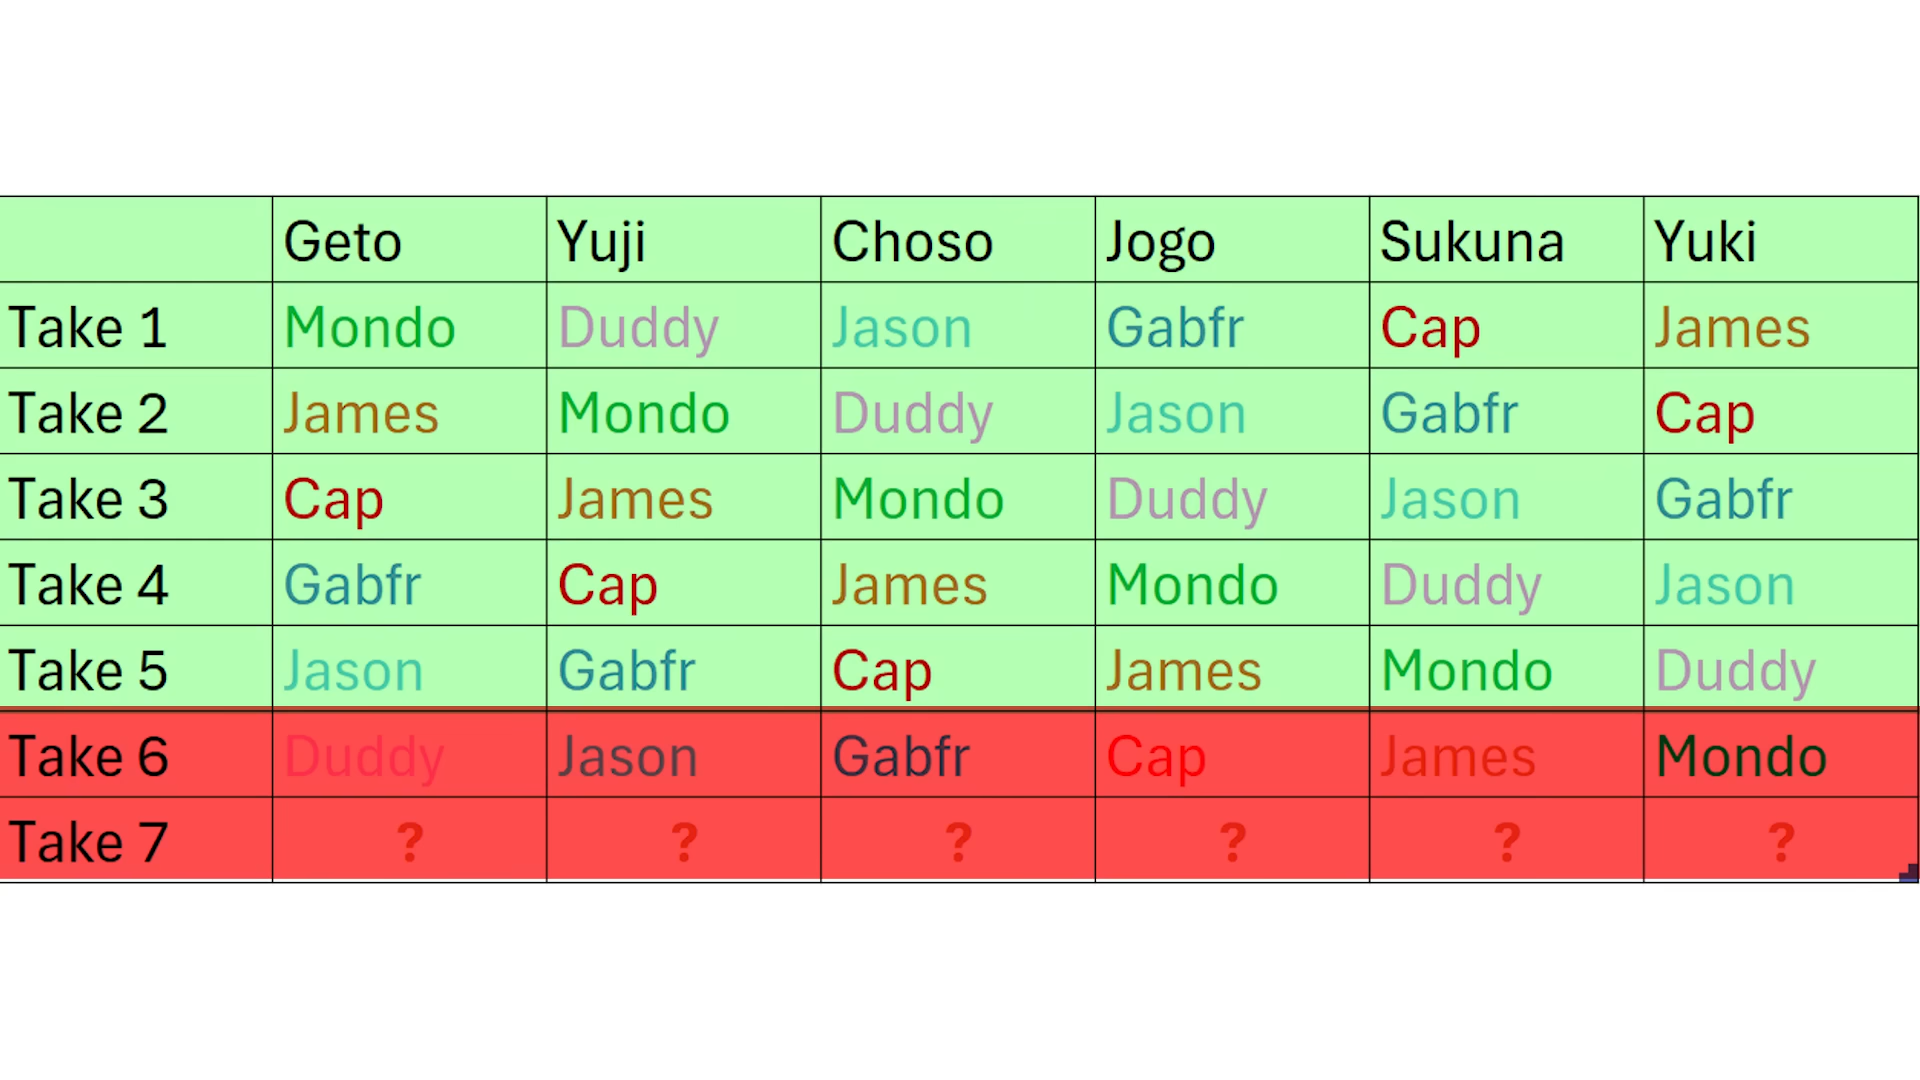 Geto Yuji Choso Jogo Sukuna Yuki
Take 1 Mondo Duddy Jason Gabfr Cap James
Take 2 James Mondo Duddy Jason Gabfr Cap
Take 3 Cap James Mondo Duddy Jason Gabfr
Take 4 Gabfr Cap James Mondo Duddy Jason
Take 5 Jason Gabfr Cap James Mondo Duddy
Take 6 Duddy Jason Gabfr Cap James Mondo
Take 7 ? ? ? ? ? ?